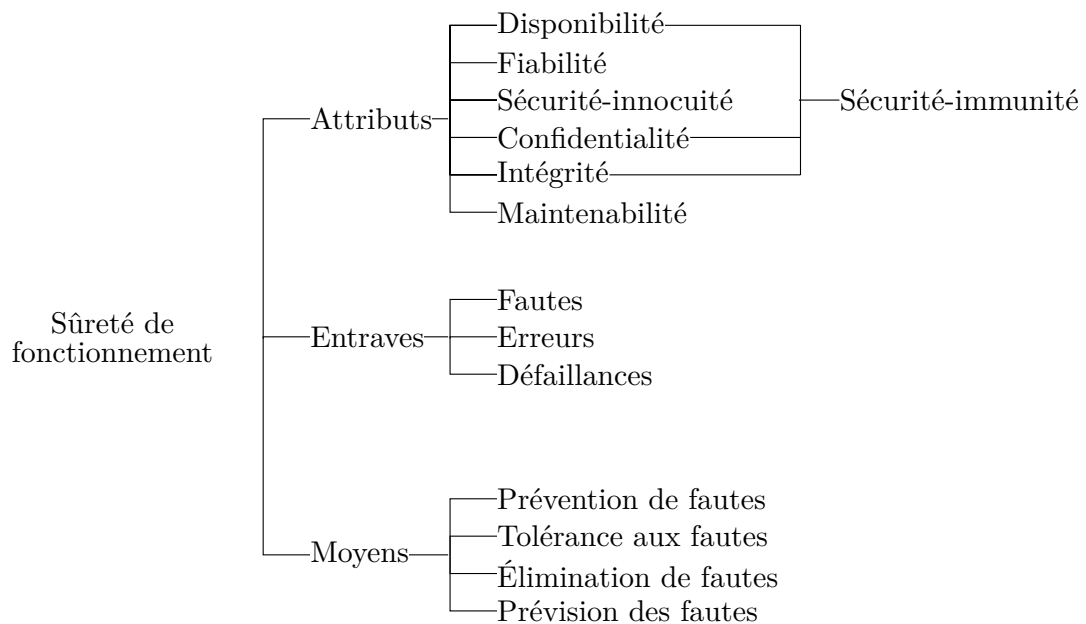 Disponibilité
Fiabilité
Sécurité-innocuité
Sécurité-immunité
Attributs
Confidentialité
Intégrité
Maintenabilité
Sûreté de
fonctionnement
Fautes
Entraves
Erreurs
Défaillances
Prévention de fautes
Tolérance aux fautes
Moyens
Élimination de fautes
Prévision des fautes